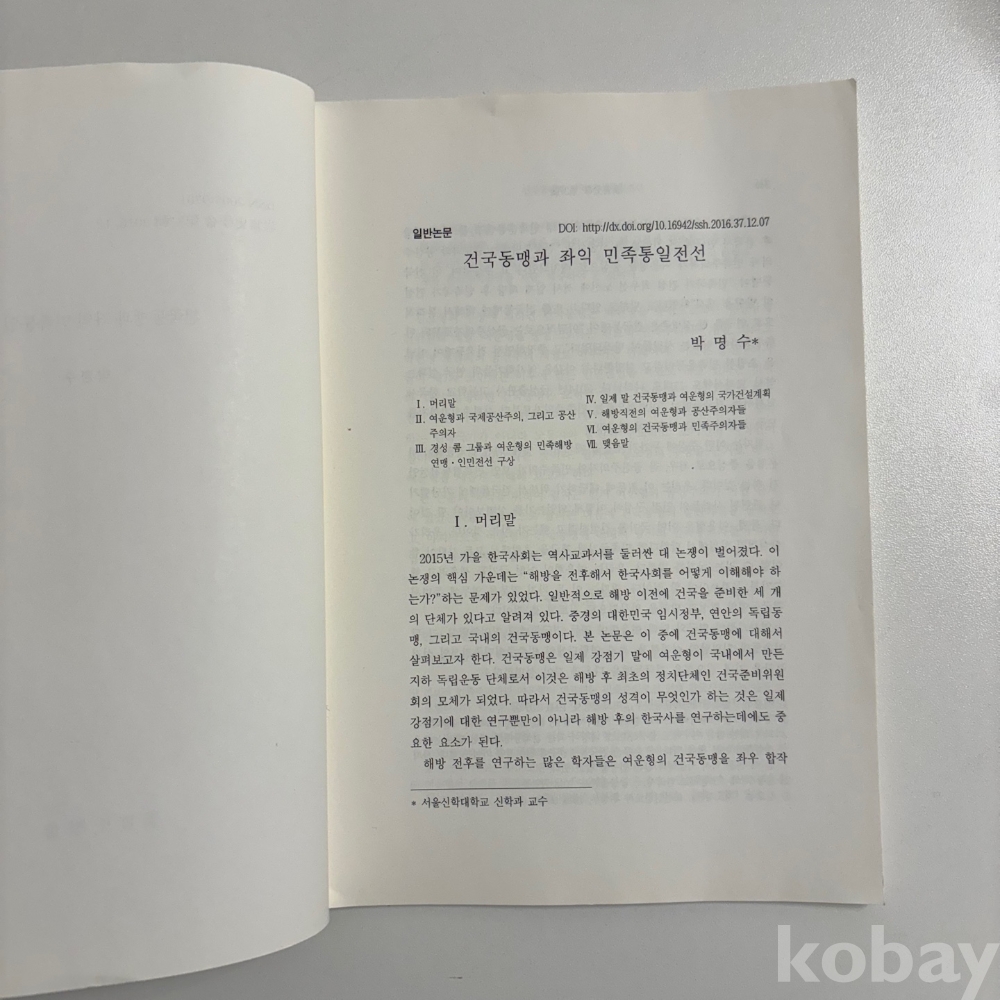 일반논문
DOI: http://dx.doi.org/10.16942/ssh.2016.37.12.07
건국동맹과 좌익 민족통일전선
박 명 수*
Ⅰ. 머리말
Ⅱ. 여운형과 국제공산주의, 그리고 공산
주의자
Ⅲ. 경성 콤 그룹과 여운형의 민족해방
연맹·인민전선 구상
Ⅳ. 일제 말 건국동맹과 여운형의 국가건설계획
Ⅴ. 해방직전의 여운형과 공산주의자들
Ⅵ. 여운형의 건국동맹과 민족주의자들
Ⅶ. 맺음말
Ⅰ. 머리말
2015년 가을 한국사회는 역사교과서를 둘러싼 대 논쟁이 벌어졌다. 이
논쟁의 핵심 가운데는 “해방을 전후해서 한국사회를 어떻게 이해해야 하
는가?”하는 문제가 있었다. 일반적으로 해방 이전에 건국을 준비한 세 개
의 단체가 있다고 알려져 있다. 중경의 대한민국 임시정부, 연안의 독립동
맹, 그리고 국내의 건국동맹이다. 본 논문은 이 중에 건국동맹에 대해서
살펴보고자 한다. 건국동맹은 일제 강점기 말에 여운형이 국내에서 만든
지하 독립운동 단체로서 이것은 해방 후 최초의 정치단체인 건국준비위원
회의 모체가 되었다. 따라서 건국동맹의 성격이 무엇인가 하는 것은 일제
강점기에 대한 연구뿐만이 아니라 해방 후의 한국사를 연구하는데에도 중
요한 요소가 된다.
해방 전후를 연구하는 많은 학자들은 여운형의 건국동맹을 좌우 합작
* 서울신학대학교 신학과 교수
kobay